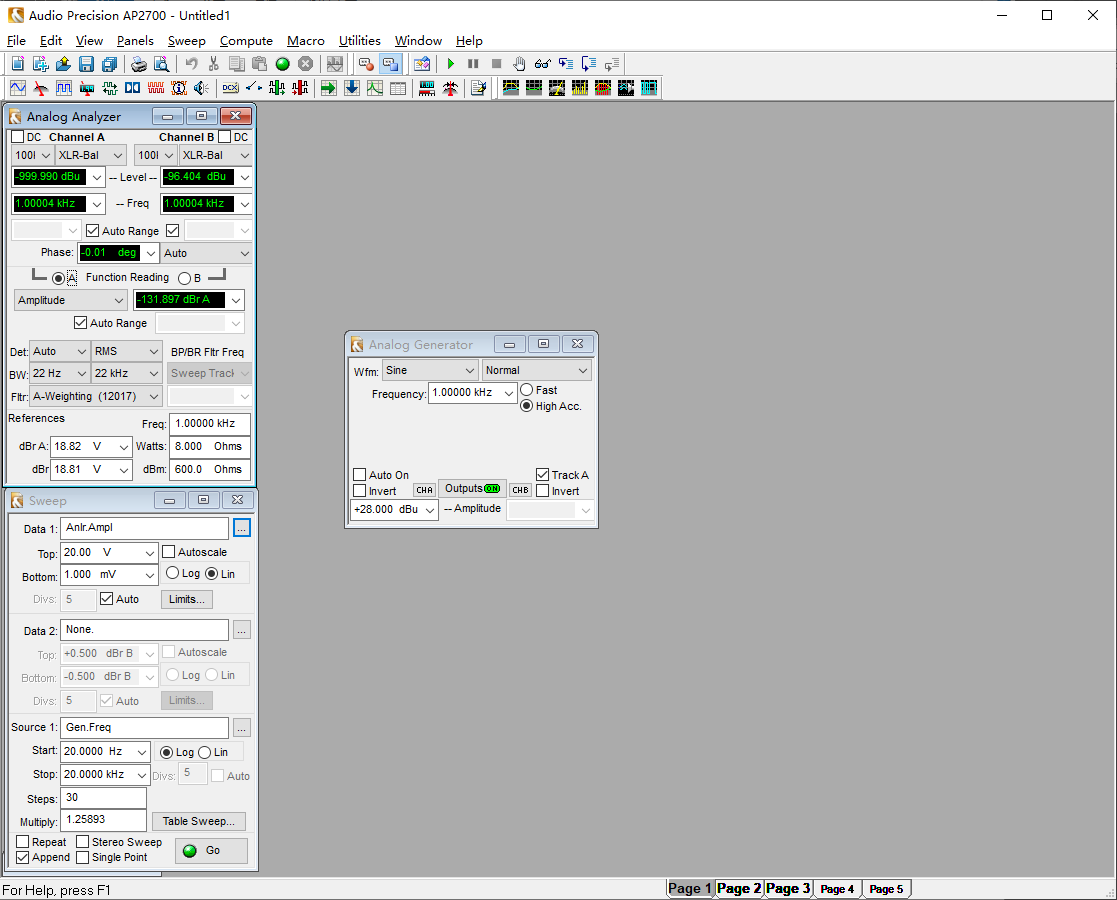 Audio Precision AP2700 - Untitled1
File Edit View Panels Sweep Compute Macro Utilities Window Help
Analog Analyzer
DC Channel A Channel B DC
100l XLR-Bal 100l XLR-Bal
-999.990 dBu -- Level -- -96.404 dBu
1.00004 kHz -- Freq 1.00004 kHz
Auto Range
Phase: -0.01 deg Auto
A Function Reading B
Amplitude -131.897 dBr A
Auto Range
Det: Auto RMS BP/BR Fltr Freq
BW: 22 Hz 22 kHz Sweep Track
Fltr: A-Weighting (12017)
References Freq: 1.00000 kHz
dBr A: 18.82 V Watts: 8.000 Ohms
dBr 18.81 V dBm: 600.0 Ohms
Analog Generator
Wfm: Sine Normal
Frequency: 1.00000 kHz Fast
High Acc.
Auto On Track A
Invert CHA Outputs ON CHB Invert
+28.000 dBu -- Amplitude
Sweep
Data 1: Anlr.Ampl ...
Top: 20.00 V Autoscale
Bottom: 1.000 mV Log Lin
Divs: 5 Auto Limits...
Data 2: None. ...
Top: +0.500 dBr B Autoscale
Bottom: -0.500 dBr B Log Lin
Divs: 5 Auto Limits...
Source 1: Gen.Freq ...
Start: 20.0000 Hz Log Lin
Stop: 20.0000 kHz Divs: 5 Auto
Steps: 30
Multiply: 1.25893 Table Sweep...
Repeat Stereo Sweep
Append Single Point Go
For Help, press F1 Page 1 Page 2 Page 3 Page 4 Page 5